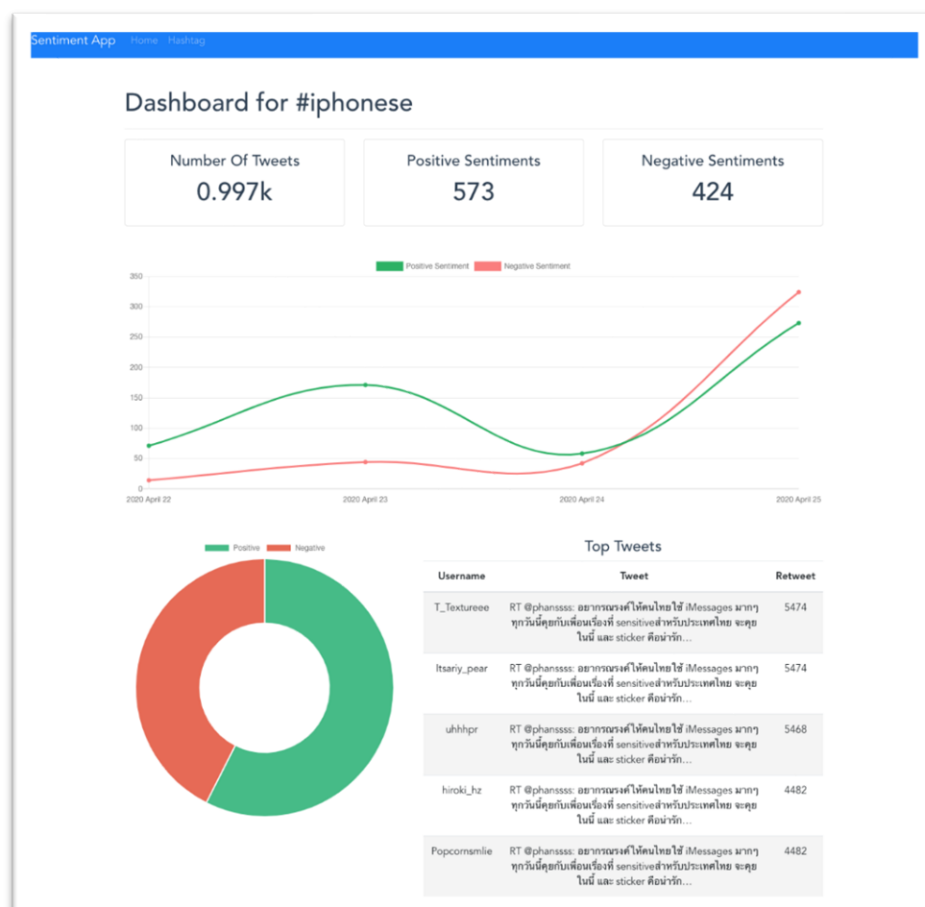 Sentiment App Home Hashtag
Dashboard for #iphonese
Number Of Tweets
0.997k
Positive Sentiments
573
Negative Sentiments
424
Positive Sentiment Negative Sentiment
350
300
250
200
150
100
50
0
2020 April 22 2020 April 23 2020 April 24 2020 April 25
Positive Negative
Top Tweets
Username Tweet Retweet
T_Textureee RT @phanssss: อยากรณรงค์ให้คนไทยใช้ iMessages มากๆ 5474
ทุกวันนี้คุยกับเพื่อนเรื่องที่ sensitiveสำหรับประเทศไทย จะคุย
ในนี้ และ sticker คือน่ารัก…
Itsariy_pear RT @phanssss: อยากรณรงค์ให้คนไทยใช้ iMessages มากๆ 5474
ทุกวันนี้คุยกับเพื่อนเรื่องที่ sensitiveสำหรับประเทศไทย จะคุย
ในนี้ และ sticker คือน่ารัก…
uhhhpr RT @phanssss: อยากรณรงค์ให้คนไทยใช้ iMessages มากๆ 5468
ทุกวันนี้คุยกับเพื่อนเรื่องที่ sensitiveสำหรับประเทศไทย จะคุย
ในนี้ และ sticker คือน่ารัก…
hiroki_hz RT @phanssss: อยากรณรงค์ให้คนไทยใช้ iMessages มากๆ 4482
ทุกวันนี้คุยกับเพื่อนเรื่องที่ sensitiveสำหรับประเทศไทย จะคุย
ในนี้ และ sticker คือน่ารัก…
Popcornsmlie RT @phanssss: อยากรณรงค์ให้คนไทยใช้ iMessages มากๆ 4482
ทุกวันนี้คุยกับเพื่อนเรื่องที่ sensitiveสำหรับประเทศไทย จะคุย
ในนี้ และ sticker คือน่ารัก…